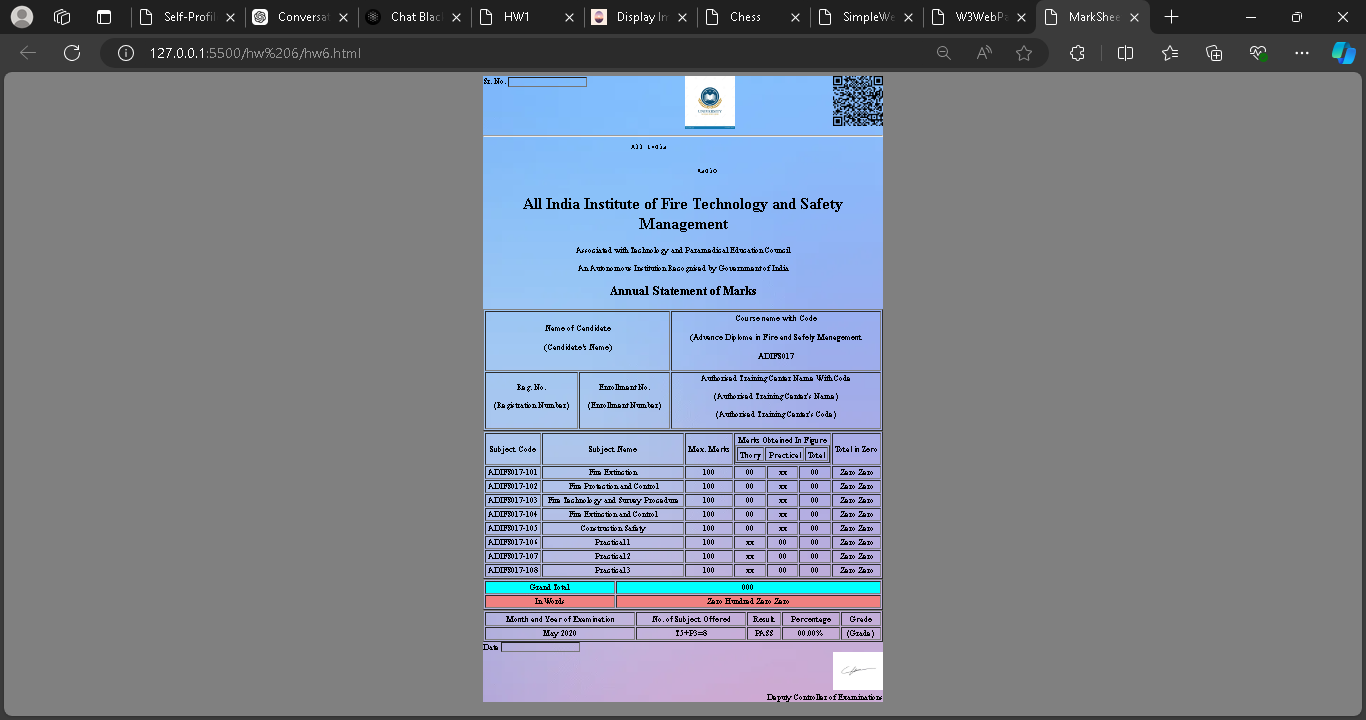 Self-Profil
Conversat
Chat Blac
HW1
Display In
Chess
SimpleWe
W3WebPa
MarkShee
127.0.0.1:5500/hw%206/hw6.html
Sr. No.
UNIVERSITY
All India Institute of Fire Technology and Safety
Management
Associated with Technology and Paramedical Education Council
An Autonomous Institution Recognised by Government of India
Annual Statement of Marks
Name of Candidate
(Candidate's Name)
Course name with Code
(Advance Diploma in Fire and Safety Management
ADIFS017
Reg. No.
(Registration Number)
Enrollment No.
(Enrollment Number)
Authorised Training Center Name With Code
(Authorised Training Center's Name)
(Authorised Training Center's Code)
Subject Code Subject Name Max. Marks Marks Obtained In Figure Total in Zero
Thory Practical Total
ADIFS017-101 Fire Extinction 100 00 xx 00 Zero Zero
ADIFS017-102 Fire Protection and Control 100 00 xx 00 Zero Zero
ADIFS017-103 Fire Technology and Survey Procedure 100 00 xx 00 Zero Zero
ADIFS017-104 Fire Extinction and Control 100 00 xx 00 Zero Zero
ADIFS017-105 Construction Safety 100 00 xx 00 Zero Zero
ADIFS017-106 Practical1 100 xx 00 00 Zero Zero
ADIFS017-107 Practical2 100 xx 00 00 Zero Zero
ADIFS017-108 Practical3 100 xx 00 00 Zero Zero
Grand Total 000
In Words Zero Hundred Zero Zero
Month and Year of Examination No. of Subject Offered Result Percentage Grade
May 2020 T5+P3=8 PASS 00.00% (Grade)
Date
Deputy Controller of Examinations